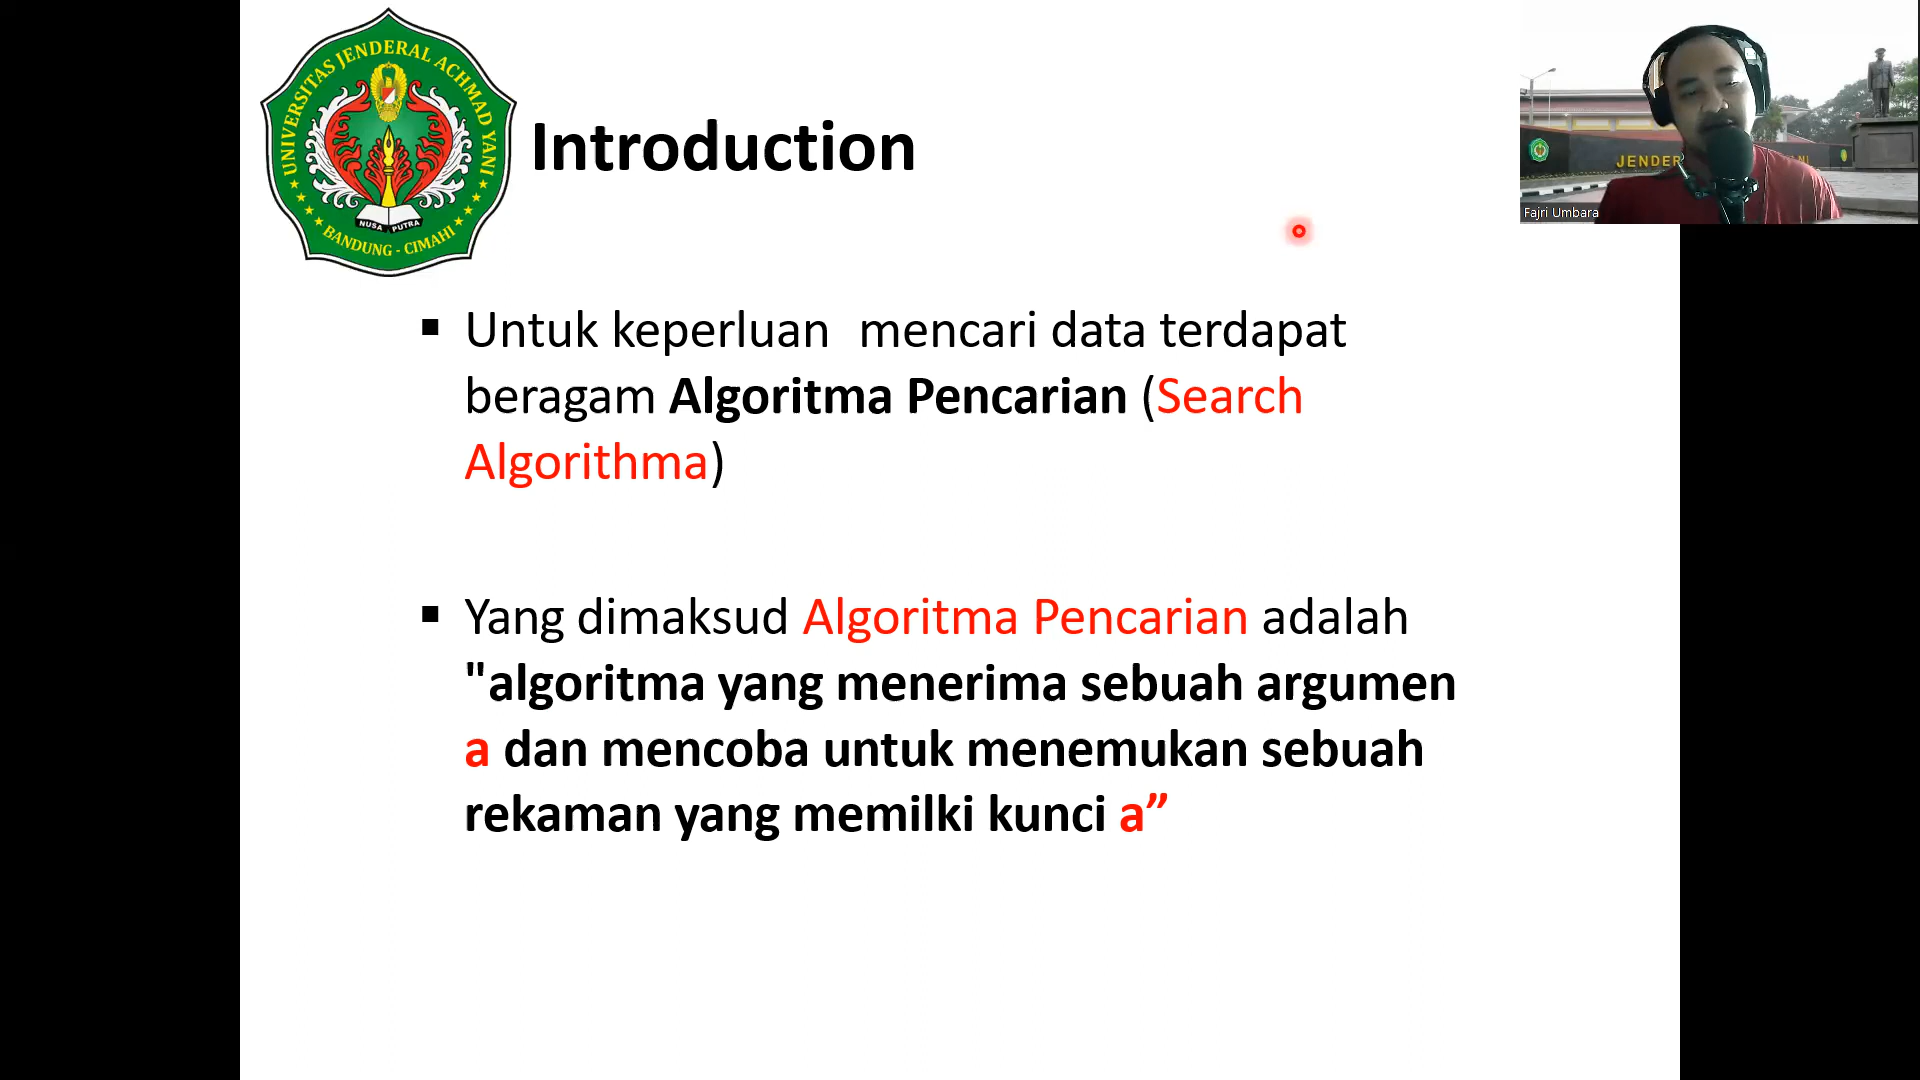 UNIVERSITAS JENDERAL ACHMAD YANI
NUSA PUTRA
BANDUNG - CIMAHI
Introduction
JENDER
NI
Fajri Umbara
▪ Untuk keperluan  mencari data terdapat
beragam Algoritma Pencarian (Search
Algorithma)
▪ Yang dimaksud Algoritma Pencarian adalah
"algoritma yang menerima sebuah argumen
a dan mencoba untuk menemukan sebuah
rekaman yang memilki kunci a”